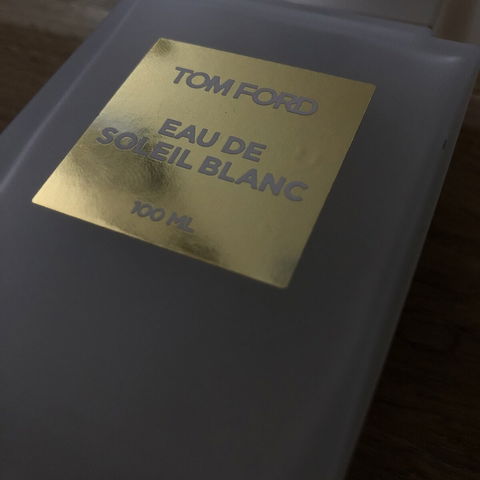 TOM FORD
EAU DE
SOLEIL BLANC
100 ML